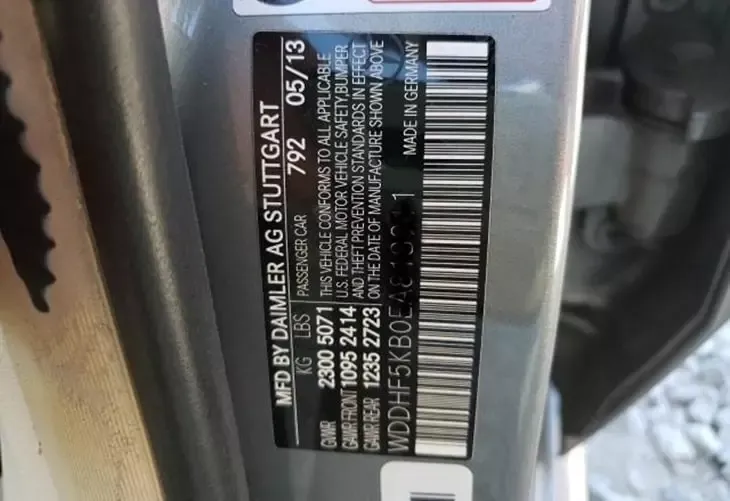 MFD BY DAIMLER AG STUTTGART
KG LBS PASSENGER CAR 792 05/13
GVWR 2300 5071 THIS VEHICLE CONFORMS TO ALL APPLICABLE
GAWR FRONT 1095 2414 U.S. FEDERAL MOTOR VEHICLE SAFETY, BUMPER
GAWR REAR 1235 2723 AND THEFT PREVENTION STANDARDS IN EFFECT
ON THE DATE OF MANUFACTURE SHOWN ABOVE
MADE IN GERMANY